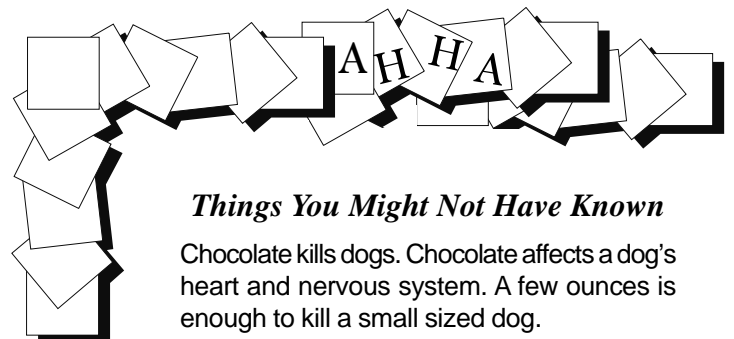 AHHA
Things You Might Not Have Known
Chocolate kills dogs. Chocolate affects a dog's
heart and nervous system. A few ounces is
enough to kill a small sized dog.